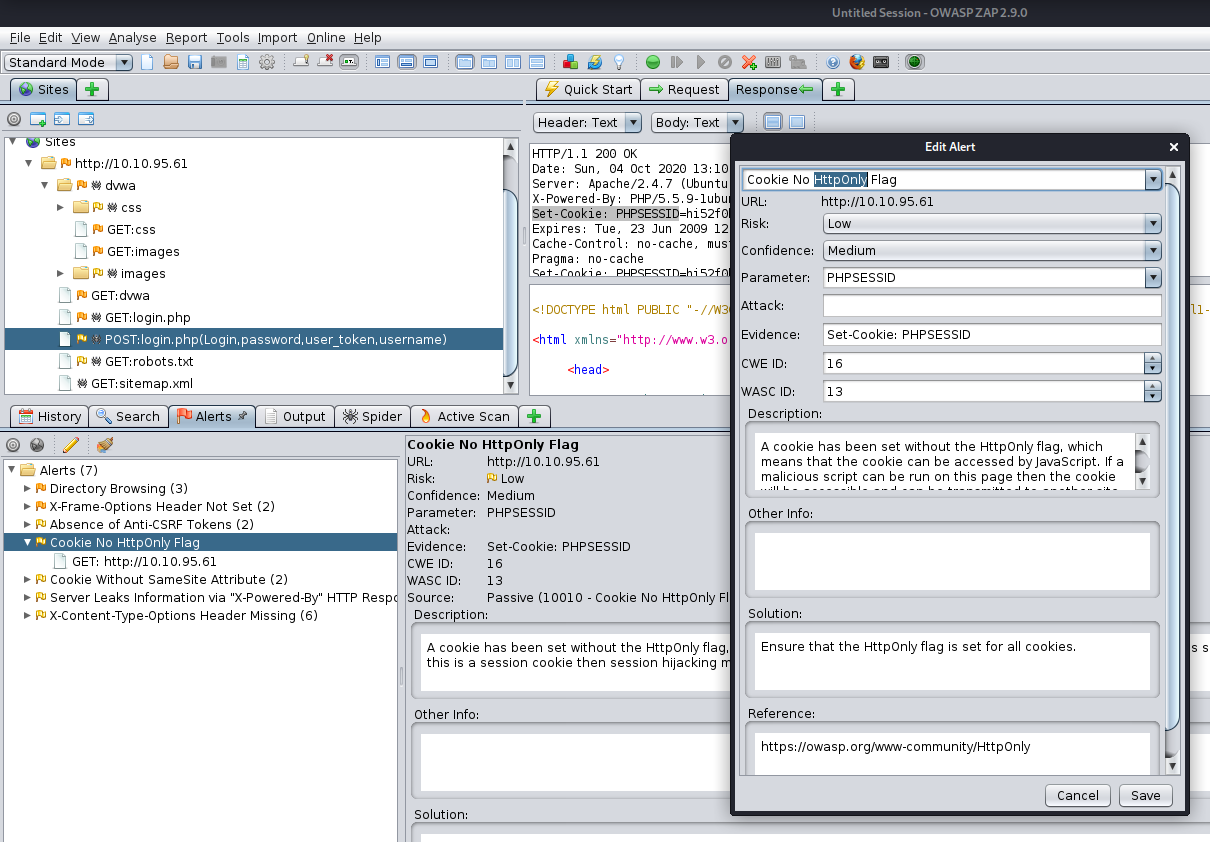 Untitled Session - OWASP ZAP 2.9.0
File Edit View Analyse Report Tools Import Online Help
Standard Mode
Sites
Quick Start
Request
Response
Header: Text
Body: Text
Sites
http://10.10.95.61
dvwa
css
GET:css
GET:images
images
GET:dvwa
GET:login.php
POST:login.php(Login,password,user_token,username)
GET:robots.txt
GET:sitemap.xml
HTTP/1.1 200 OK
Date: Sun, 04 Oct 2020 13:10
Server: Apache/2.4.7 (Ubuntu
X-Powered-By: PHP/5.5.9-1ubu
Set-Cookie: PHPSESSID=hi52f0
Expires: Tue, 23 Jun 2009 12
Cache-Control: no-cache, mus
Pragma: no-cache
Set-Cookie: PHPSESSID=hi52f0
<!DOCTYPE html PUBLIC "-//W3
<html xmlns="http://www.w3.o
<head>
History
Search
Alerts
Output
Spider
Active Scan
Alerts (7)
Directory Browsing (3)
X-Frame-Options Header Not Set (2)
Absence of Anti-CSRF Tokens (2)
Cookie No HttpOnly Flag
GET: http://10.10.95.61
Cookie Without SameSite Attribute (2)
Server Leaks Information via "X-Powered-By" HTTP Respo
X-Content-Type-Options Header Missing (6)
Cookie No HttpOnly Flag
URL: http://10.10.95.61
Risk: Low
Confidence: Medium
Parameter: PHPSESSID
Attack:
Evidence: Set-Cookie: PHPSESSID
CWE ID: 16
WASC ID: 13
Source: Passive (10010 - Cookie No HttpOnly Fl
Description:
A cookie has been set without the HttpOnly flag,
this is a session cookie then session hijacking m
Other Info:
Solution:
Edit Alert
Cookie No HttpOnly Flag
URL: http://10.10.95.61
Risk: Low
Confidence: Medium
Parameter: PHPSESSID
Attack:
Evidence: Set-Cookie: PHPSESSID
CWE ID: 16
WASC ID: 13
Description:
A cookie has been set without the HttpOnly flag, which
means that the cookie can be accessed by JavaScript. If a
malicious script can be run on this page then the cookie
will be accessible and can be transmitted to another site.
Other Info:
Solution:
Ensure that the HttpOnly flag is set for all cookies.
Reference:
https://owasp.org/www-community/HttpOnly
Cancel
Save